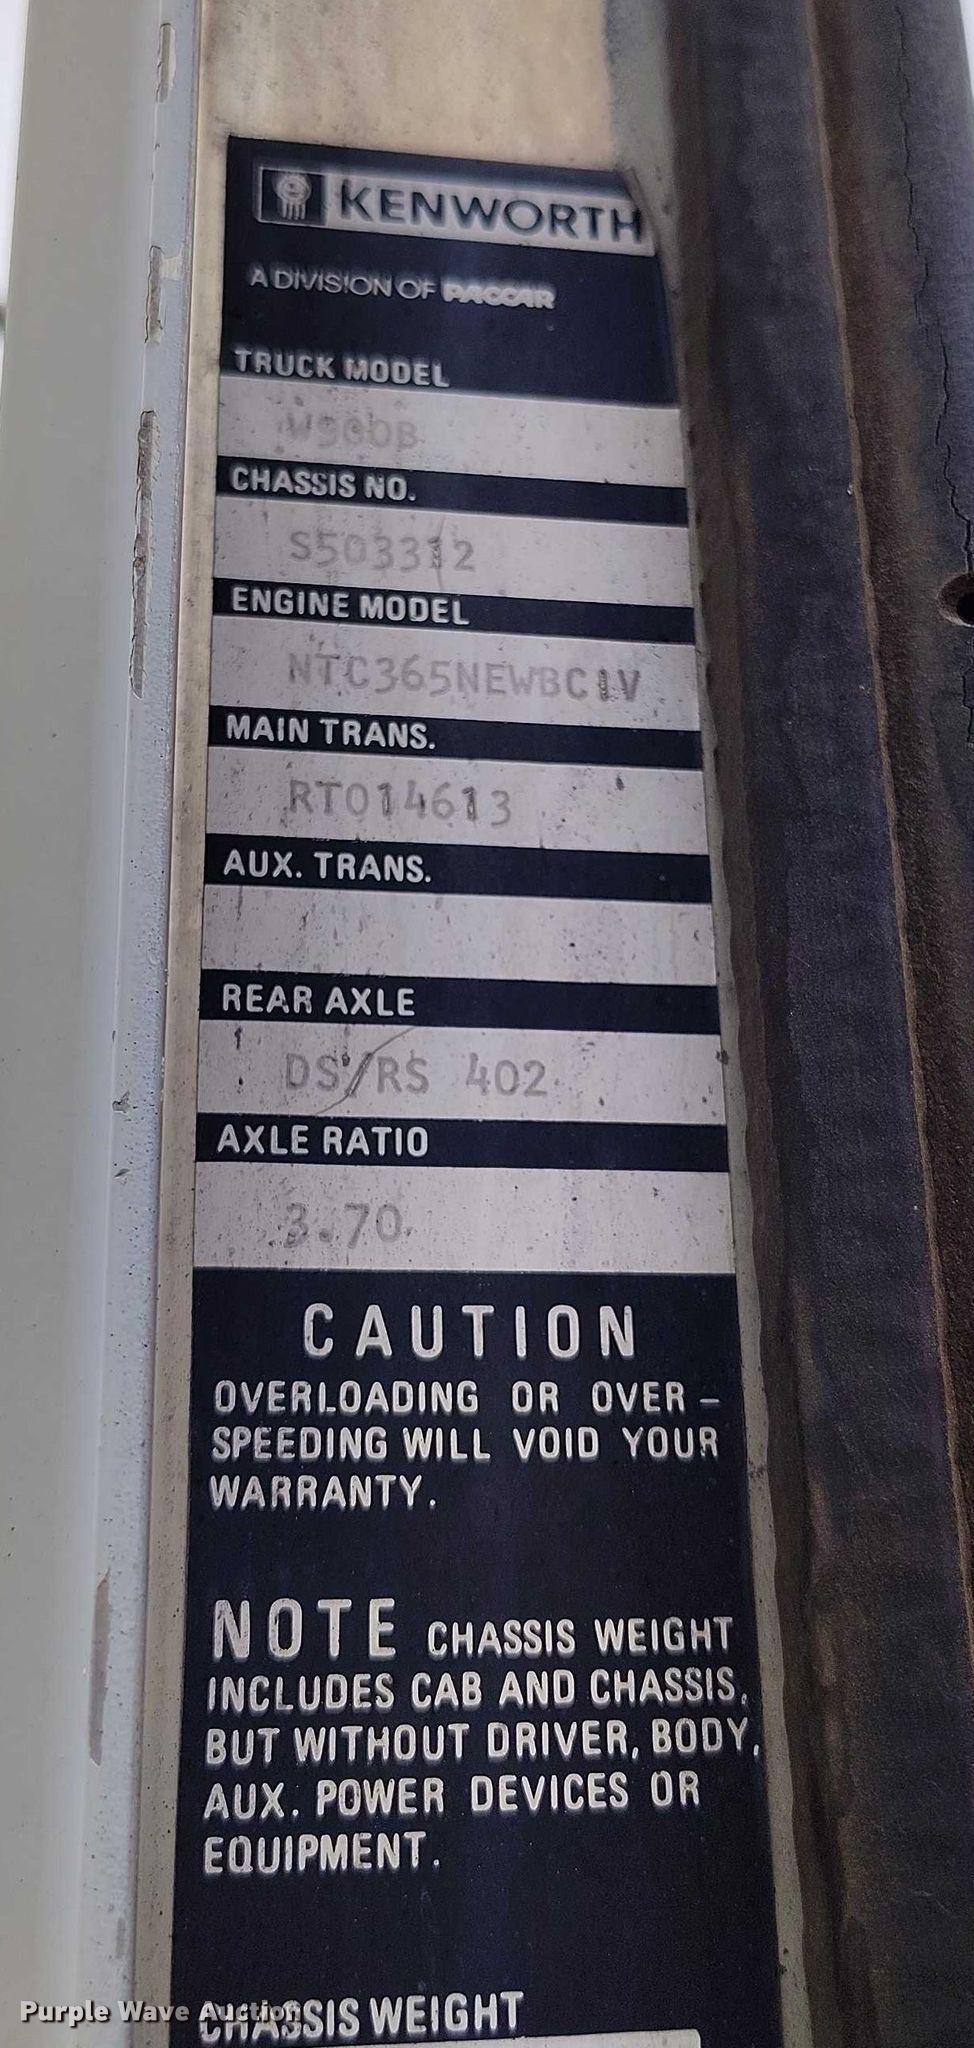 KENWORTH
A DIVISION OF PACCAR
TRUCK MODEL
W900B
CHASSIS NO.
S503312
ENGINE MODEL
NTC365NEWBCIV
MAIN TRANS.
RTO14613
AUX. TRANS.
REAR AXLE
DS/RS 402
AXLE RATIO
3.70
CAUTION
OVERLOADING OR OVER-
SPEEDING WILL VOID YOUR
WARRANTY.
NOTE CHASSIS WEIGHT
INCLUDES CAB AND CHASSIS,
BUT WITHOUT DRIVER, BODY,
AUX. POWER DEVICES OR
EQUIPMENT.
CHASSIS WEIGHT
Purple Wave Auction